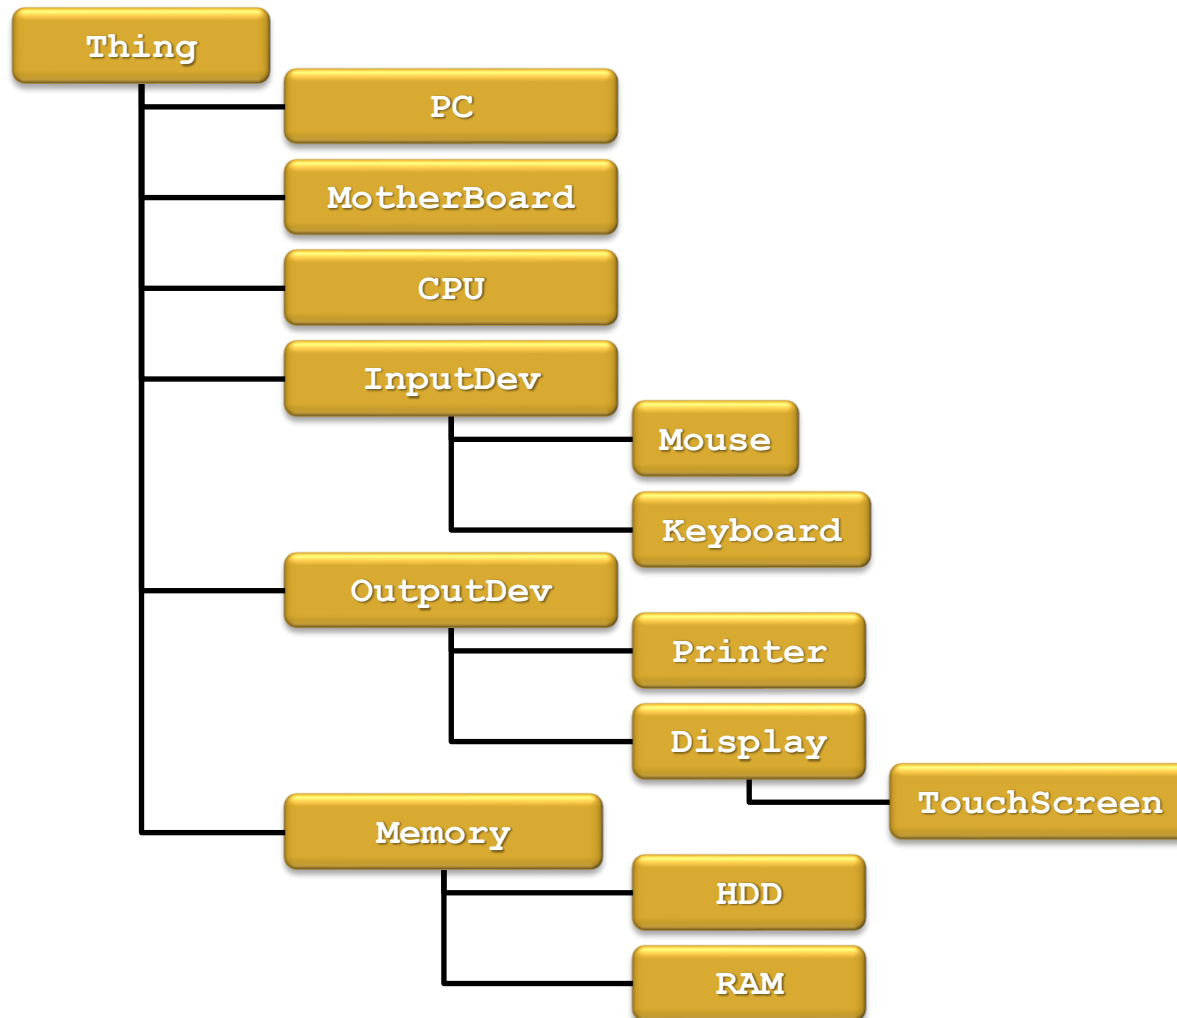 Thing
PC
MotherBoard
CPU
InputDev
Mouse
Keyboard
OutputDev
Printer
Display
TouchScreen
Memory
HDD
RAM